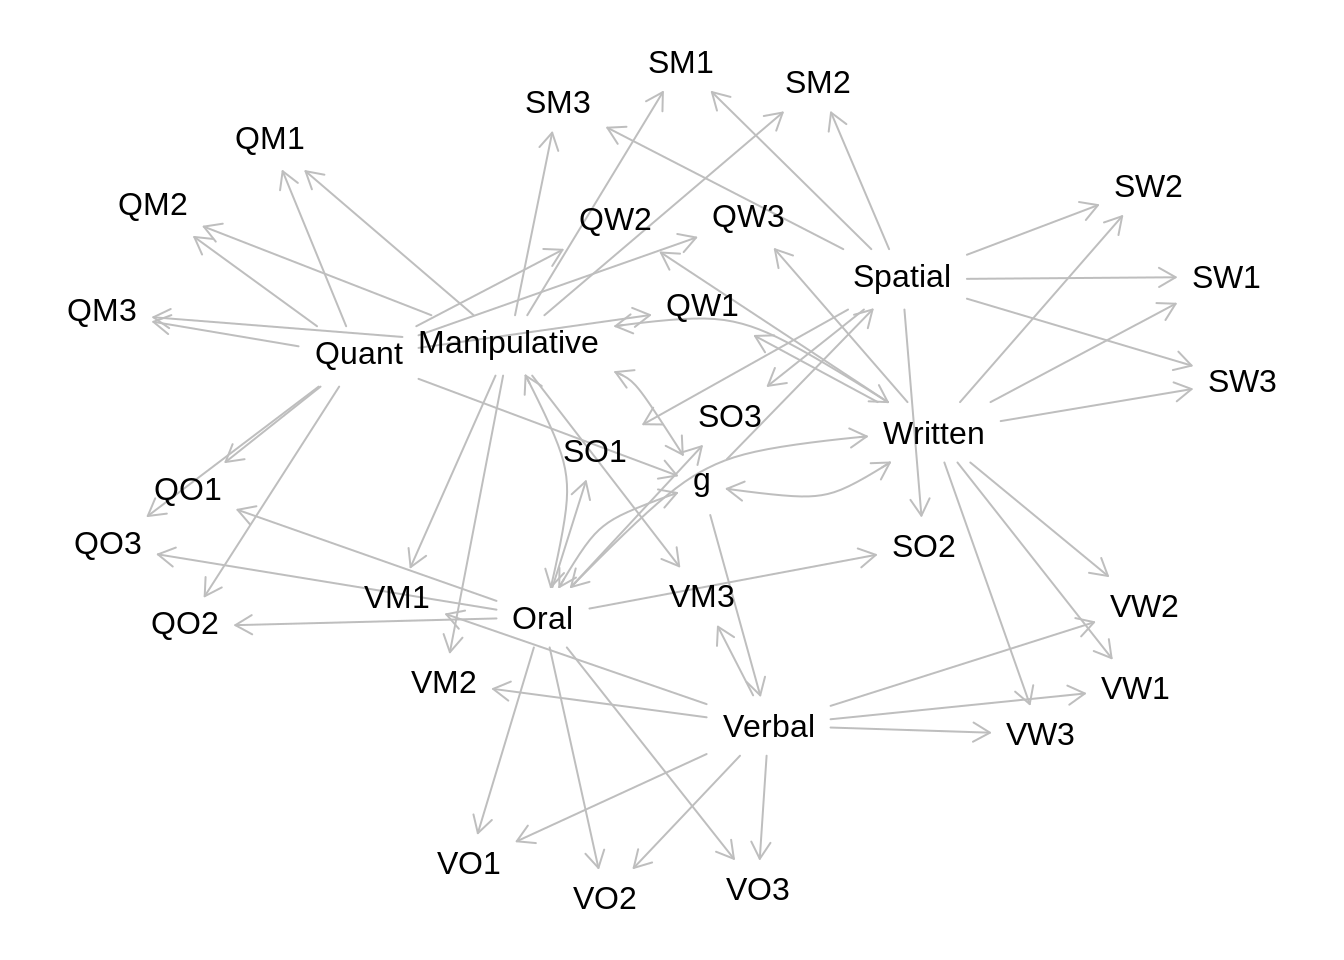 SM1
SM2
SM3
QM1
SW2
QM2
QW2
QW3
Spatial
SW1
QM3
QW1
Quant
Manipulative
SW3
SO3
Written
SO1
g
QO1
QO3
SO2
VM1
VM3
VW2
Oral
QO2
VM2
VW1
Verbal
VW3
VO1
VO3
VO2